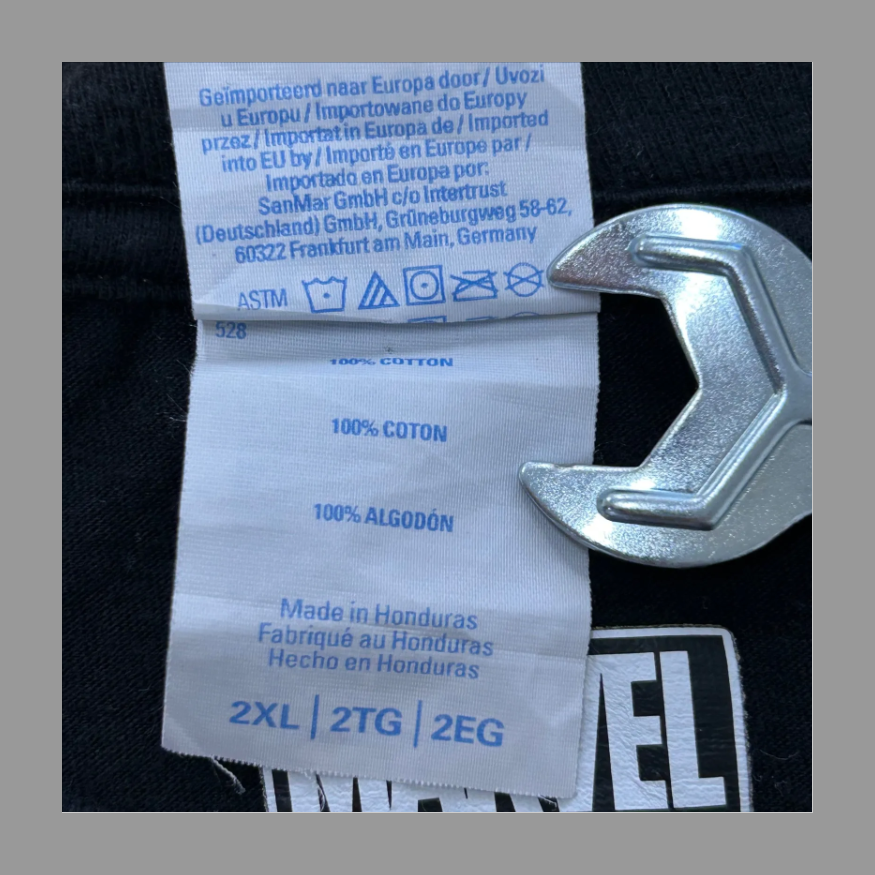 Geïmporteerd naar Europa door/ Uvozi
u Europu/ Importowane do Europy
przez/ Importat in Europa de/ Imported
into EU by/ Importé en Europe par/
Importado en Europa por:
SanMar GmbH c/o Intertrust
(Deutschland) GmbH, Grüneburgweg 58-62,
60322 Frankfurt am Main, Germany
ASTM
528
100% COTTON
100% COTON
100% ALGODÓN
Made in Honduras
Fabriqué au Honduras
Hecho en Honduras
2XL | 2TG | 2EG
MARVEL